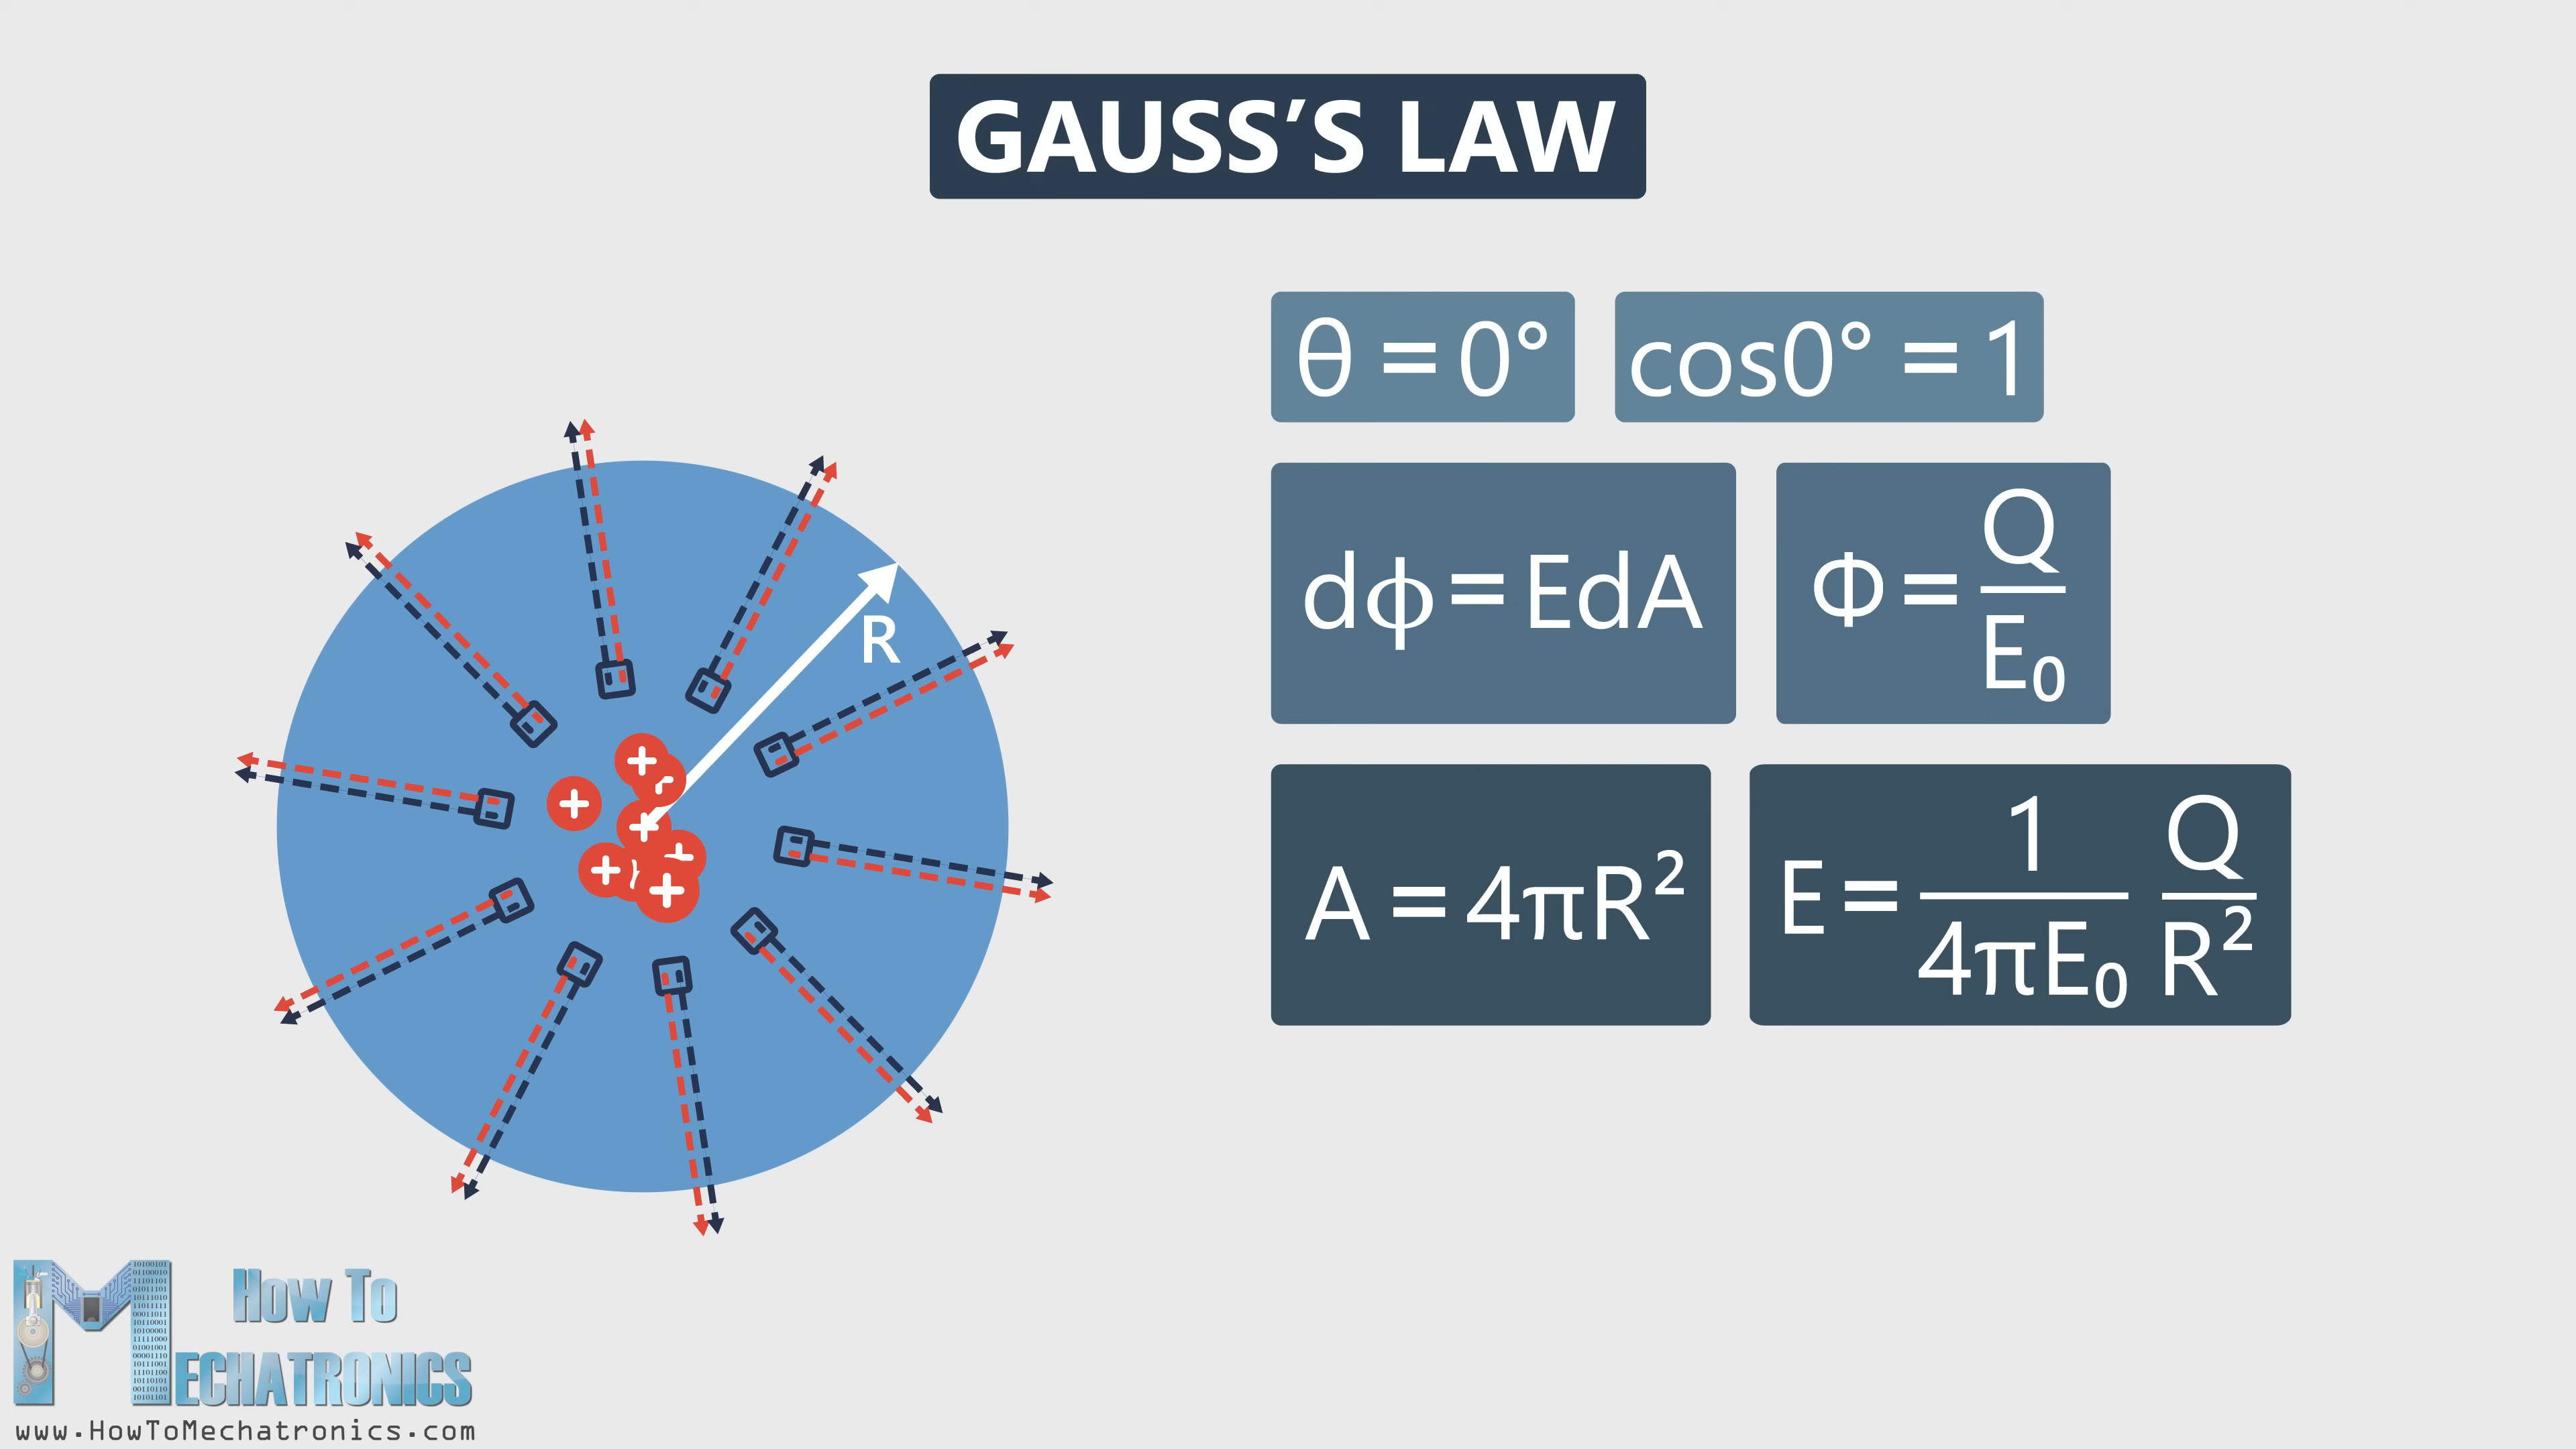 GAUSS’S LAW
θ = 0°
cos0° = 1
dϕ = EdA
Φ = Q/E₀
R
A = 4πR²
E = 1/4πE₀ Q/R²
+
+
+
+
+
+
How To
MECHATRONICS
www.HowToMechatronics.com